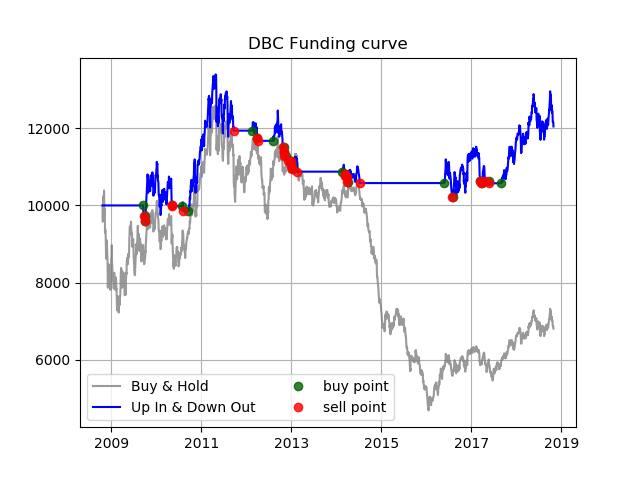 DBC Funding curve
12000
10000
8000
6000
Buy & Hold
Up In & Down Out
buy point
sell point
2009 2011 2013 2015 2017 2019